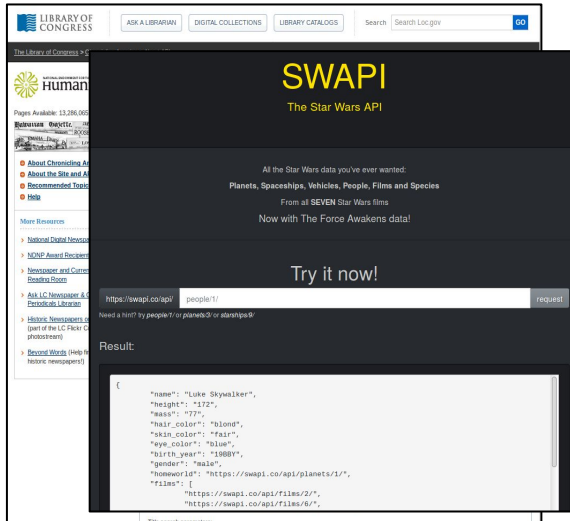 LIBRARY OF
CONGRESS
ASK A LIBRARIAN
DIGITAL COLLECTIONS
LIBRARY CATALOGS
Search
Search Loc.gov
GO
The Library of Congress >
Human
Pages Available: 13,286,065
About Chronicling
About the Site and
Recommended Topic
Help
More Resources
National Digital
NDNP Award Recipient
Newspaper and
Reading Room
Ask LC Newspaper &
Periodicals Librarian
Historic Newspapers
(part of the LC Flickr
photostream)
Beyond Words (Help
historic newspapers!)
SWAPI
The Star Wars API
All the Star Wars data you've ever wanted:
Planets, Spaceships, Vehicles, People, Films and Species
From all SEVEN Star Wars films
Now with The Force Awakens data!
Try it now!
https://swapi.co/api/
people/1/
request
Need a hint? try people/1/ or planets/3/ or starships/9/
Result:
{
"name": "Luke Skywalker",
"height": "172",
"mass": "77",
"hair_color": "blond",
"skin_color": "fair",
"eye_color": "blue",
"birth_year": "19BBY",
"gender": "male",
"homeworld": "https://swapi.co/api/planets/1/",
"films": [
"https://swapi.co/api/films/2/",
"https://swapi.co/api/films/6/",